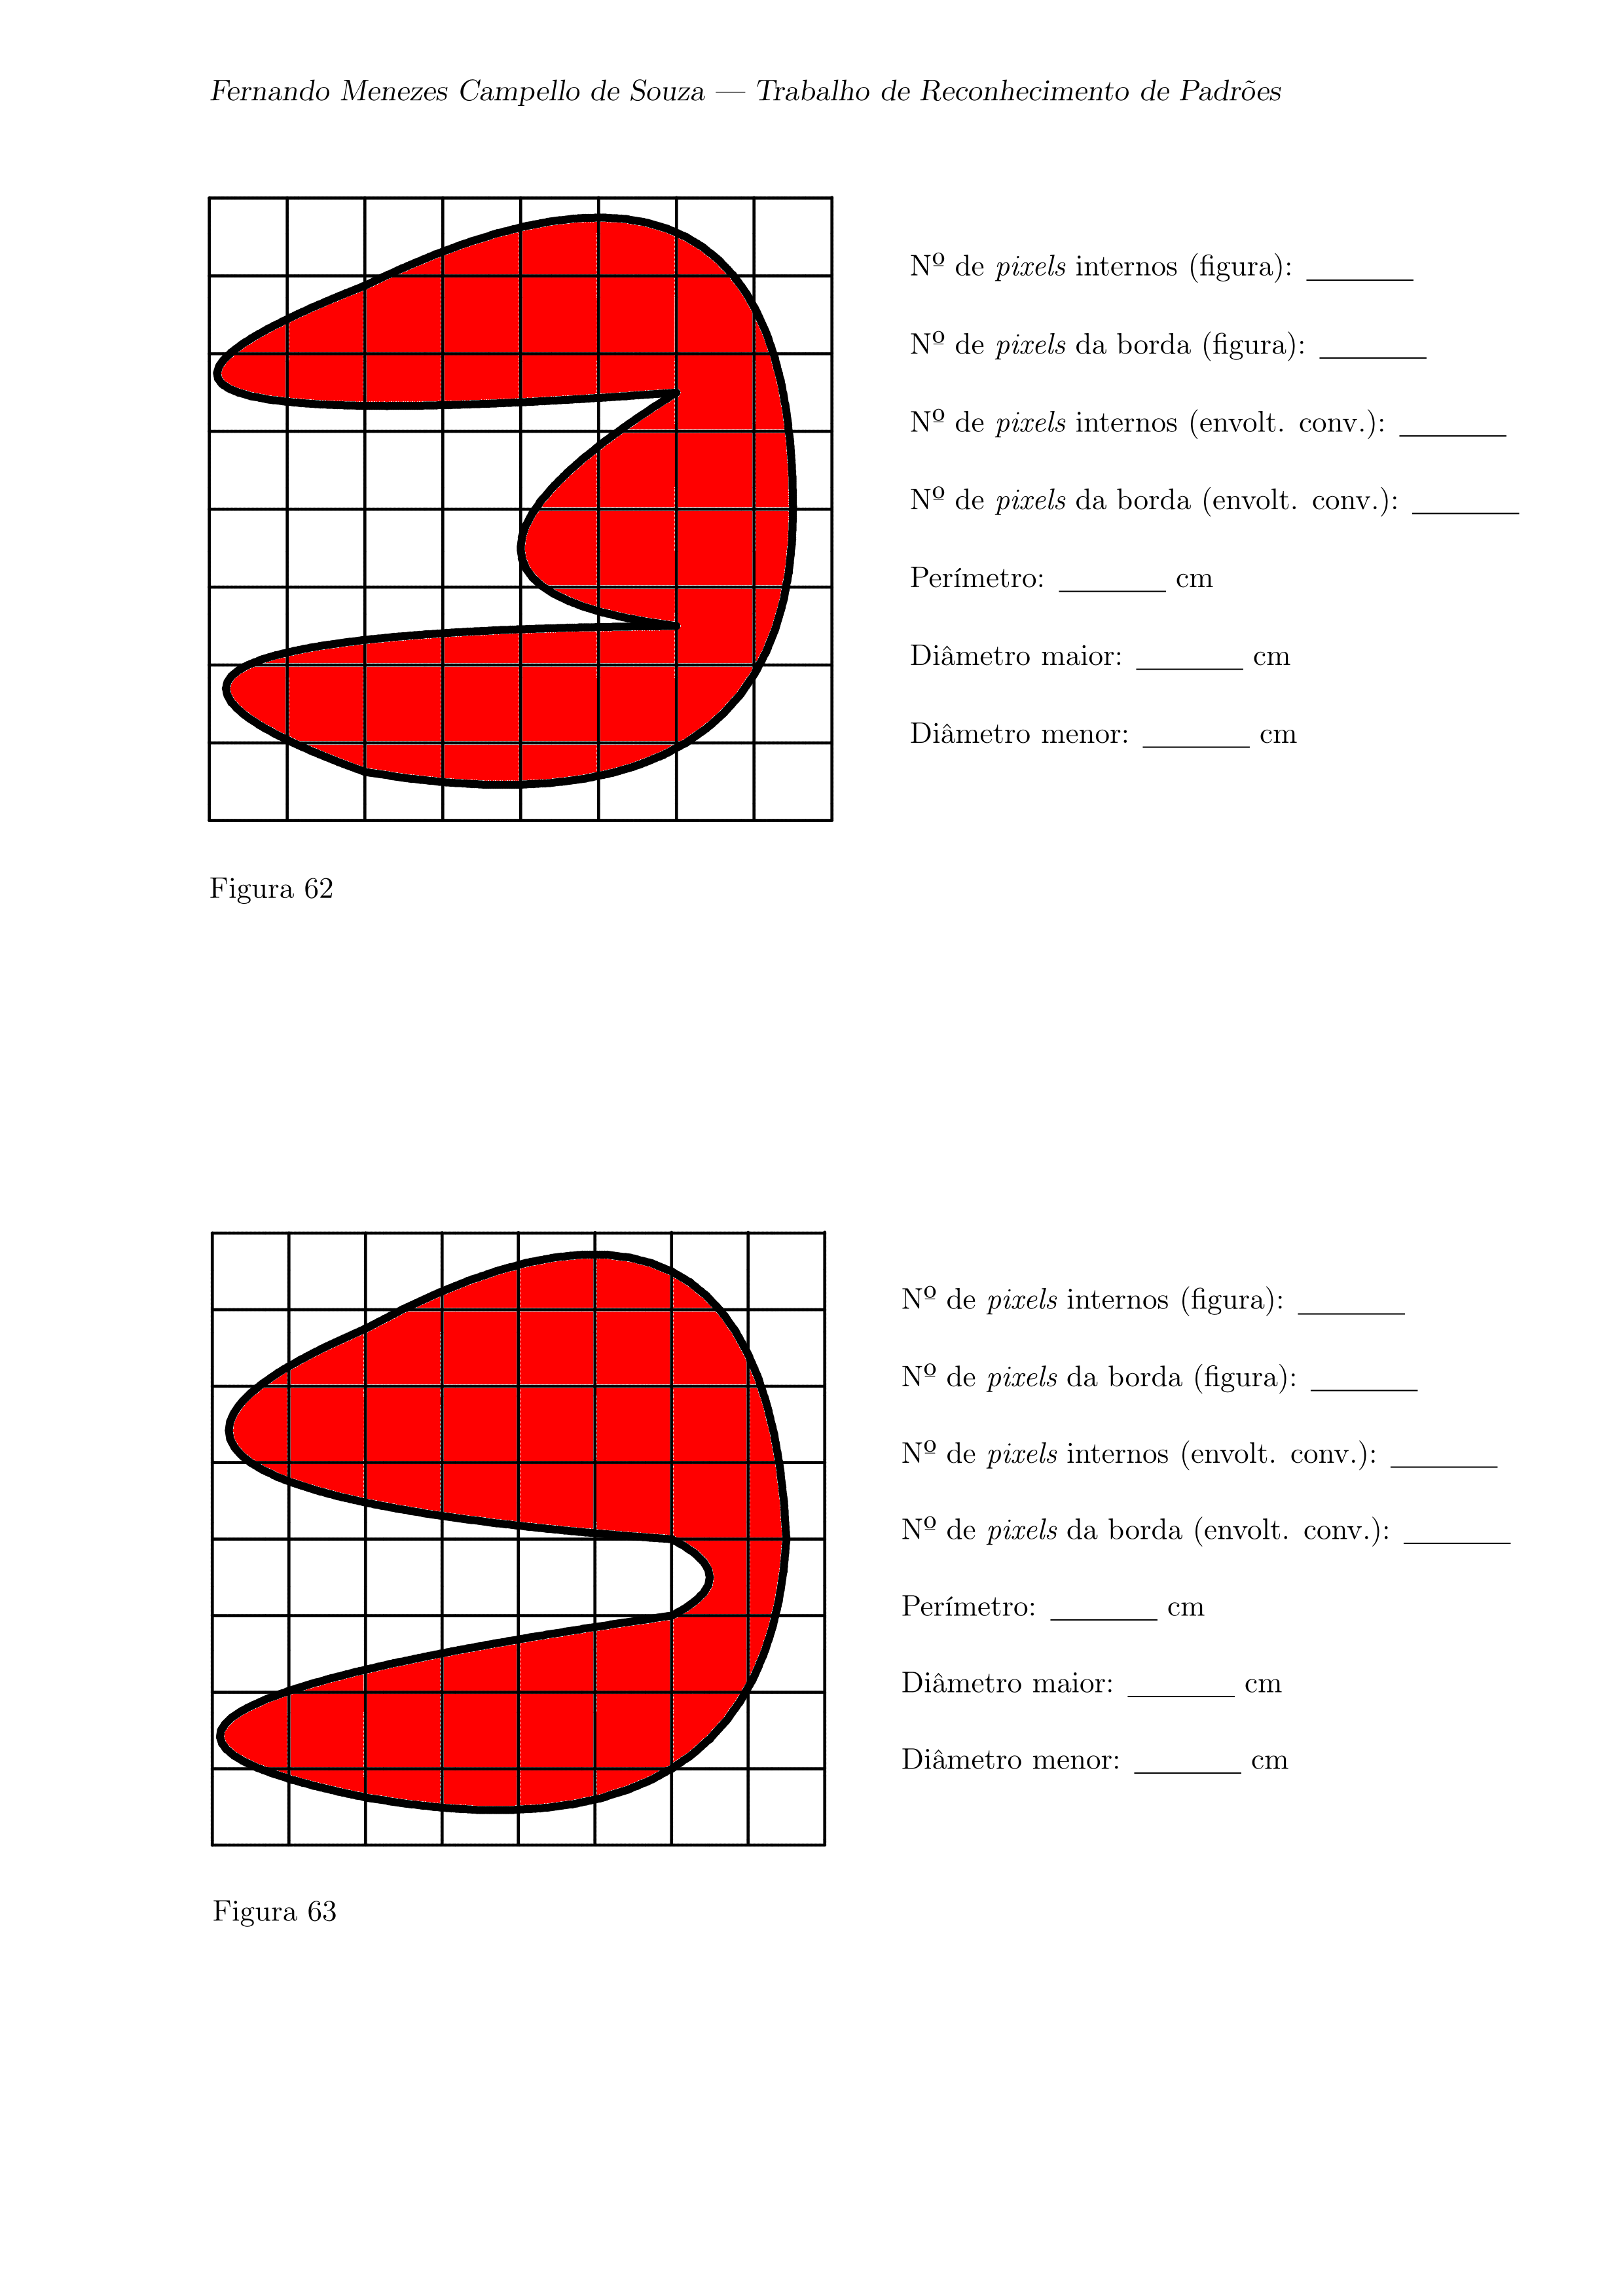 Fernando Menezes Campello de Souza — Trabalho de Reconhecimento de Padrões
Nº de pixels internos (figura): _______
Nº de pixels da borda (figura): _______
Nº de pixels internos (envolt. conv.): _______
Nº de pixels da borda (envolt. conv.): _______
Perímetro: _______ cm
Diâmetro maior: _______ cm
Diâmetro menor: _______ cm
Figura 62
Nº de pixels internos (figura): _______
Nº de pixels da borda (figura): _______
Nº de pixels internos (envolt. conv.): _______
Nº de pixels da borda (envolt. conv.): _______
Perímetro: _______ cm
Diâmetro maior: _______ cm
Diâmetro menor: _______ cm
Figura 63